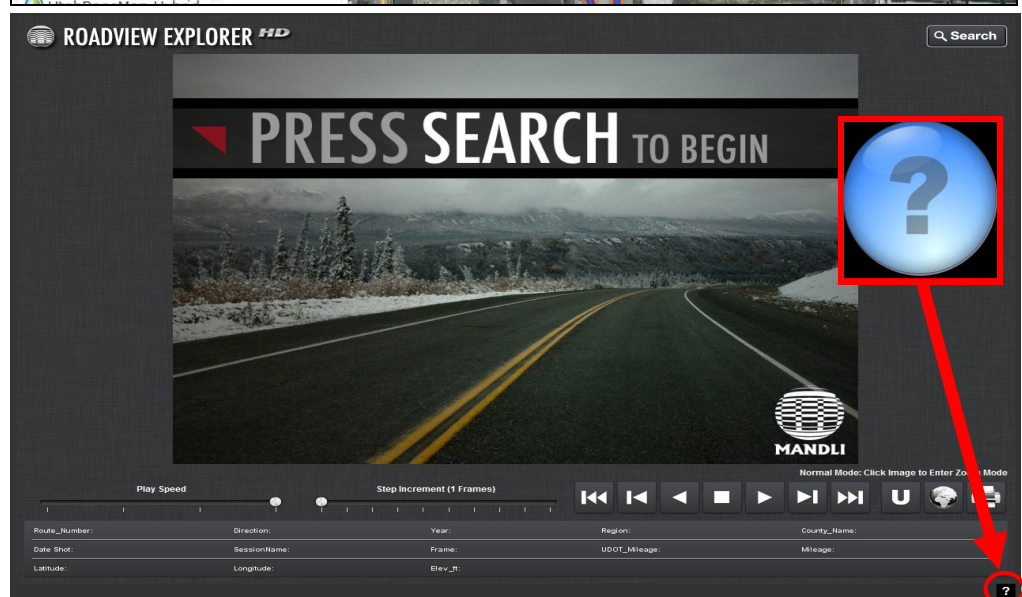 ROADVIEW EXPLORER HD
Search
PRESS SEARCH TO BEGIN
?
MANDLI
Normal Mode: Click Image to Enter Zoom Mode
Play Speed
Step Increment (1 Frames)
U
Route_Number: Direction: Year: Region: County_Name:
Date Shot: SessionName: Frame: UDOT_Mileage: Mileage:
Latitude: Longitude: Elev_ft:
?